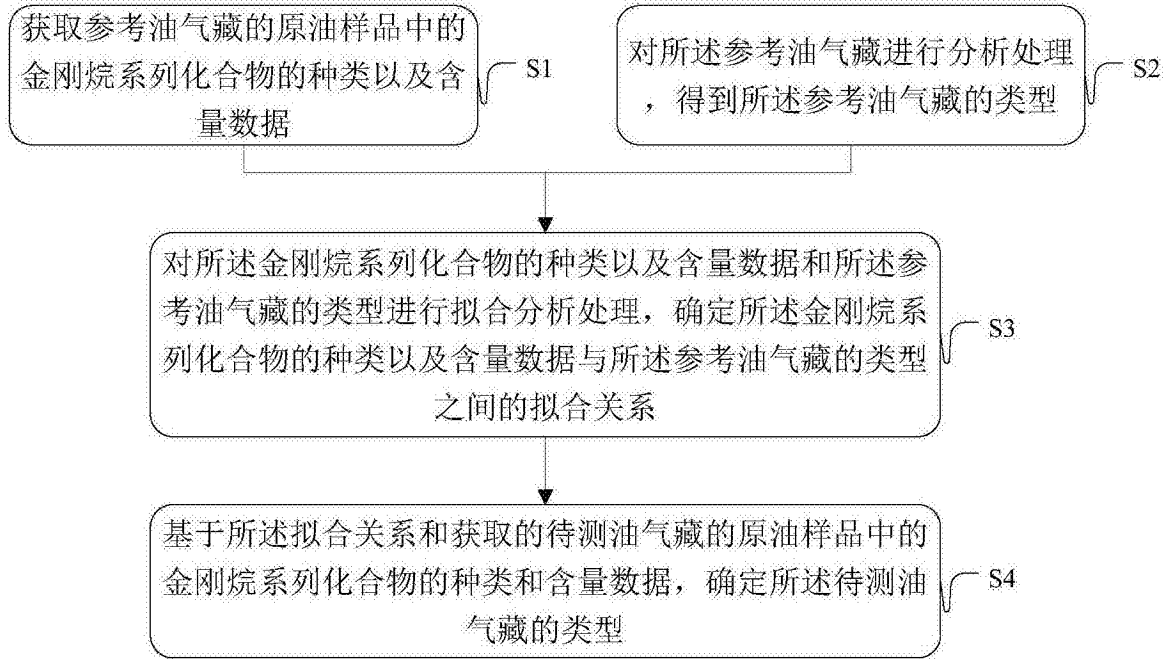 获取参考油气藏的原油样品中的
金刚烷系列化合物的种类以及含
量数据
S1
对所述参考油气藏进行分析处理
，得到所述参考油气藏的类型
S2
对所述金刚烷系列化合物的种类以及含量数据和所述参
考油气藏的类型进行拟合分析处理，确定所述金刚烷系
列化合物的种类以及含量数据与所述参考油气藏的类型
之间的拟合关系
S3
基于所述拟合关系和获取的待测油气藏的原油样品中的
金刚烷系列化合物的种类和含量数据，确定所述待测油
气藏的类型
S4